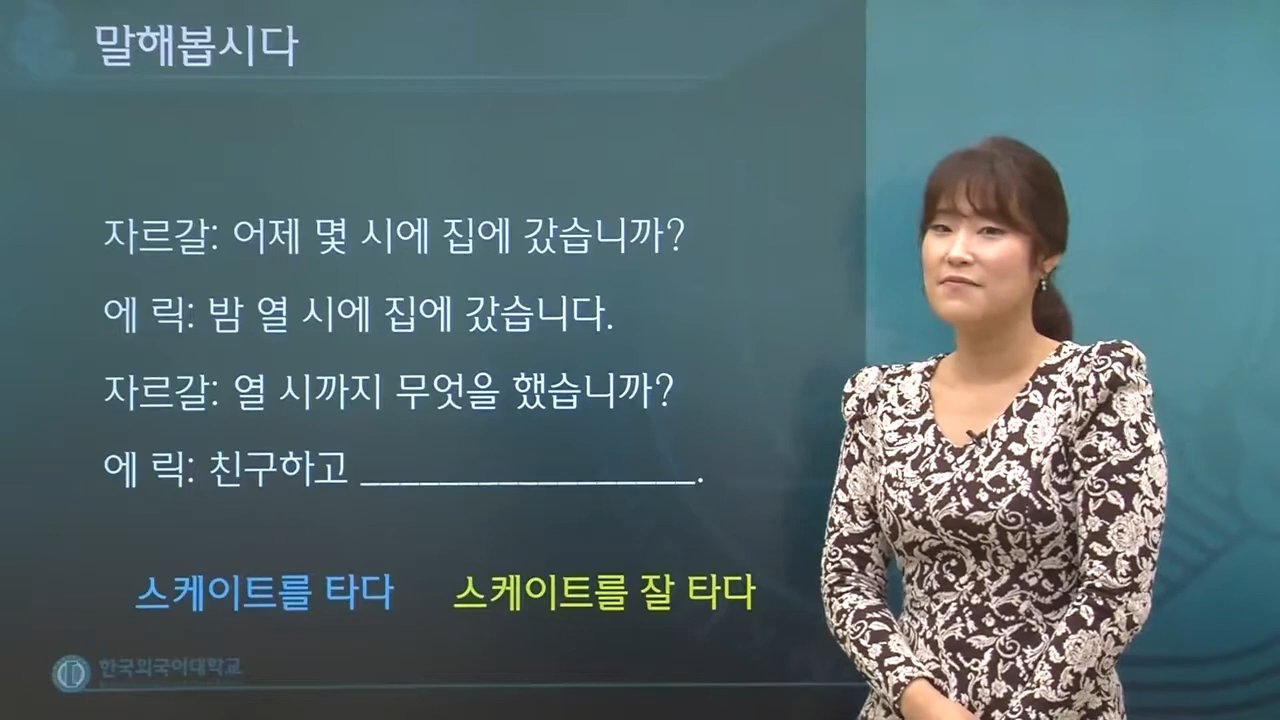 말해봅시다
자르갈: 어제 몇 시에 집에 갔습니까?
에 릭: 밤 열 시에 집에 갔습니다.
자르갈: 열 시까지 무엇을 했습니까?
에 릭: 친구하고 _________________.
스케이트를 타다 스케이트를 잘 타다
한국외국어대학교